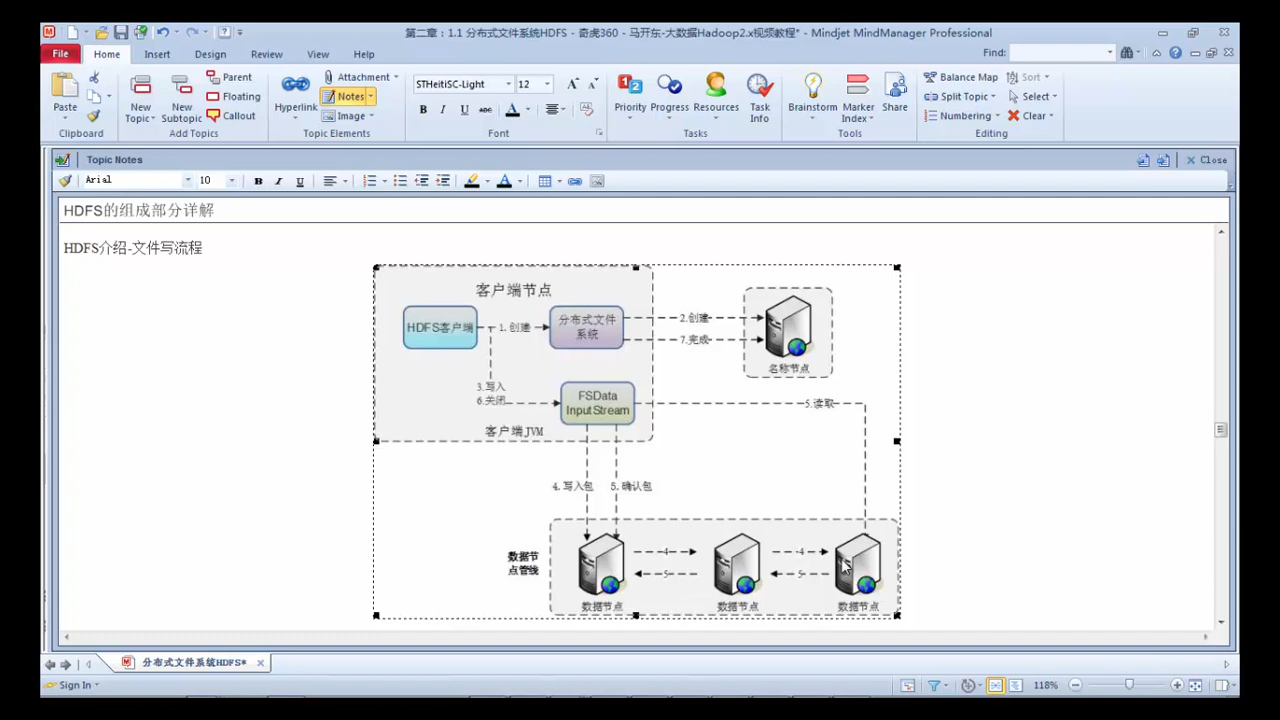 第二章：1.1 分布式文件系统HDFS - 奇虎360 - 马开东-大数据Hadoop2.x视频教程* - Mindjet MindManager Professional
File Home Insert Design Review View Help Find:
Paste
New Topic
New Subtopic
Parent
Floating
Callout
Hyperlink
Attachment
Notes
Image
STHeitiSC-Light 12
B I U abc A
Priority Progress Resources Task Info
Brainstorm Marker Index Share
Balance Map
Split Topic
Numbering
Sort
Select
Clear
Clipboard Add Topics Topic Elements Font Tasks Tools Editing
Topic Notes Close
Arial 10 B I U A
HDFS的组成部分详解
HDFS介绍-文件写流程
客户端节点
HDFS客户端
1. 创建
分布式文件
系统
2.创建
7.完成
名称节点
3.写入
6.关闭
FSData
InputStream
5.读取
客户端JVM
4. 写入包
5. 确认包
数据节
点管线
4 4
5 5
数据节点 数据节点 数据节点
分布式文件系统HDFS*
Sign In 118%